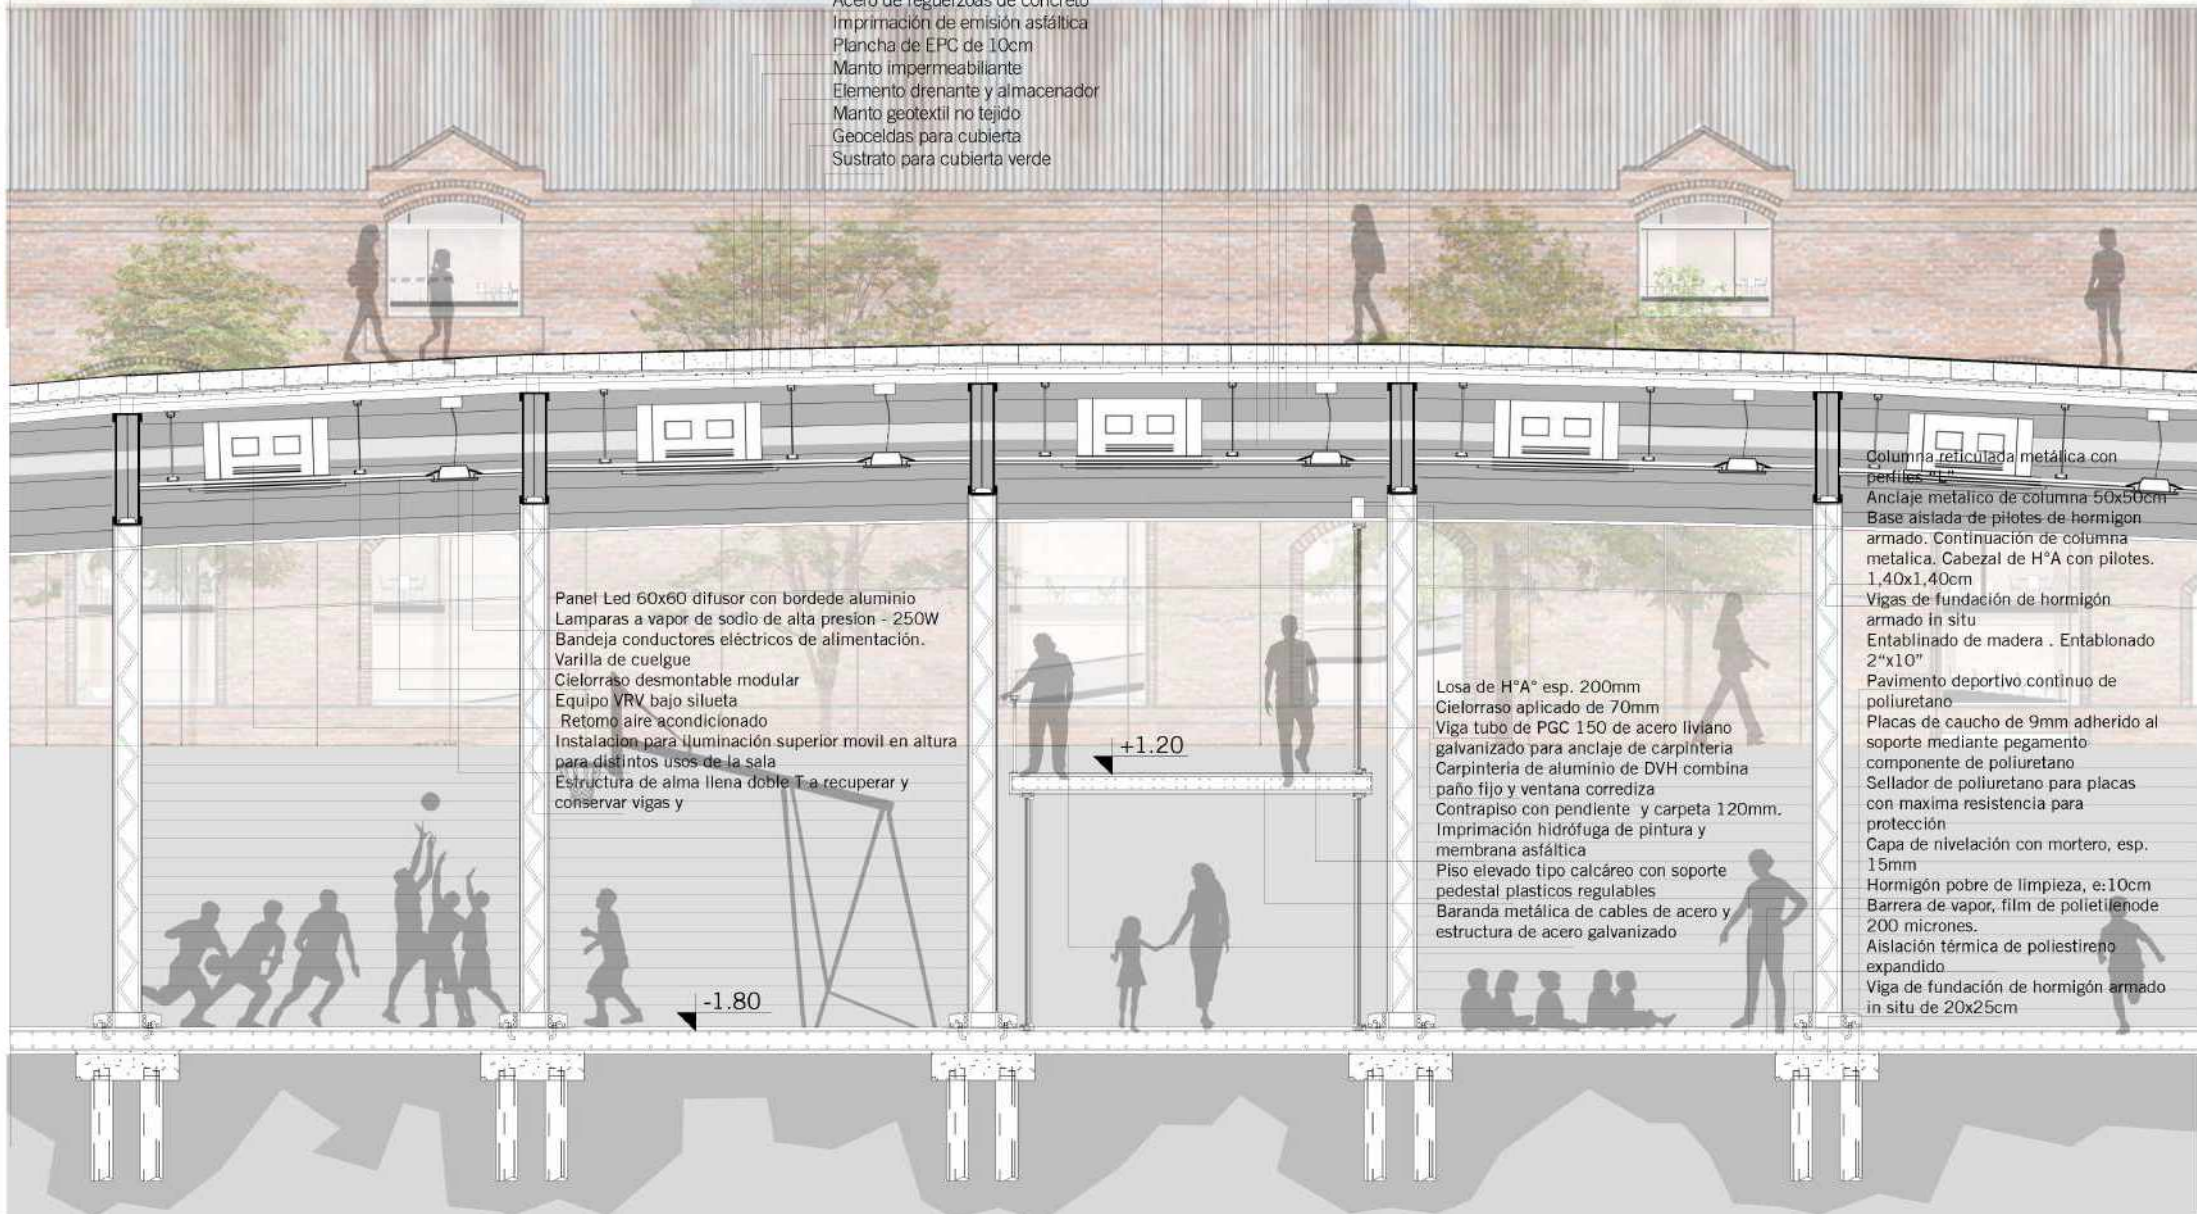 Acero de reguerzoas de concreto
Imprimación de emisión asfáltica
Plancha de EPC de 10cm
Manto impermeabiliante
Elemento drenante y almacenador
Manto geotextil no tejido
Geoceldas para cubierta
Sustrato para cubierta verde
Panel Led 60x60 difusor con bordede aluminio
Lamparas a vapor de sodio de alta presion - 250W
Bandeja conductores eléctricos de alimentación.
Varilla de cuelgue
Cielorraso desmontable modular
Equipo VRV bajo silueta
Retorno aire acondicionado
Instalacion para iluminación superior movil en altura
para distintos usos de la sala
Estructura de alma llena doble T a recuperar y
conservar vigas y
-1.80
+1.20
Losa de H°A° esp. 200mm
Cielorraso aplicado de 70mm
Viga tubo de PGC 150 de acero liviano
galvanizado para anclaje de carpinteria
Carpinteria de aluminio de DVH combina
paño fijo y ventana corrediza
Contrapiso con pendiente y carpeta 120mm.
Imprimación hidrófuga de pintura y
membrana asfáltica
Piso elevado tipo calcáreo con soporte
pedestal plasticos regulables
Baranda metálica de cables de acero y
estructura de acero galvanizado
Columna reticulada metálica con
perfiles "L"
Anclaje metalico de columna 50x50cm
Base aislada de pilotes de hormigon
armado. Continuación de columna
metalica. Cabezal de H°A con pilotes.
1,40x1,40cm
Vigas de fundación de hormigón
armado in situ
Entablinado de madera . Entablonado
2“x10”
Pavimento deportivo continuo de
poliuretano
Placas de caucho de 9mm adherido al
soporte mediante pegamento
componente de poliuretano
Sellador de poliuretano para placas
con maxima resistencia para
protección
Capa de nivelación con mortero, esp.
15mm
Hormigón pobre de limpieza, e:10cm
Barrera de vapor, film de polietilenode
200 micrones.
Aislación térmica de poliestireno
expandido
Viga de fundación de hormigón armado
in situ de 20x25cm